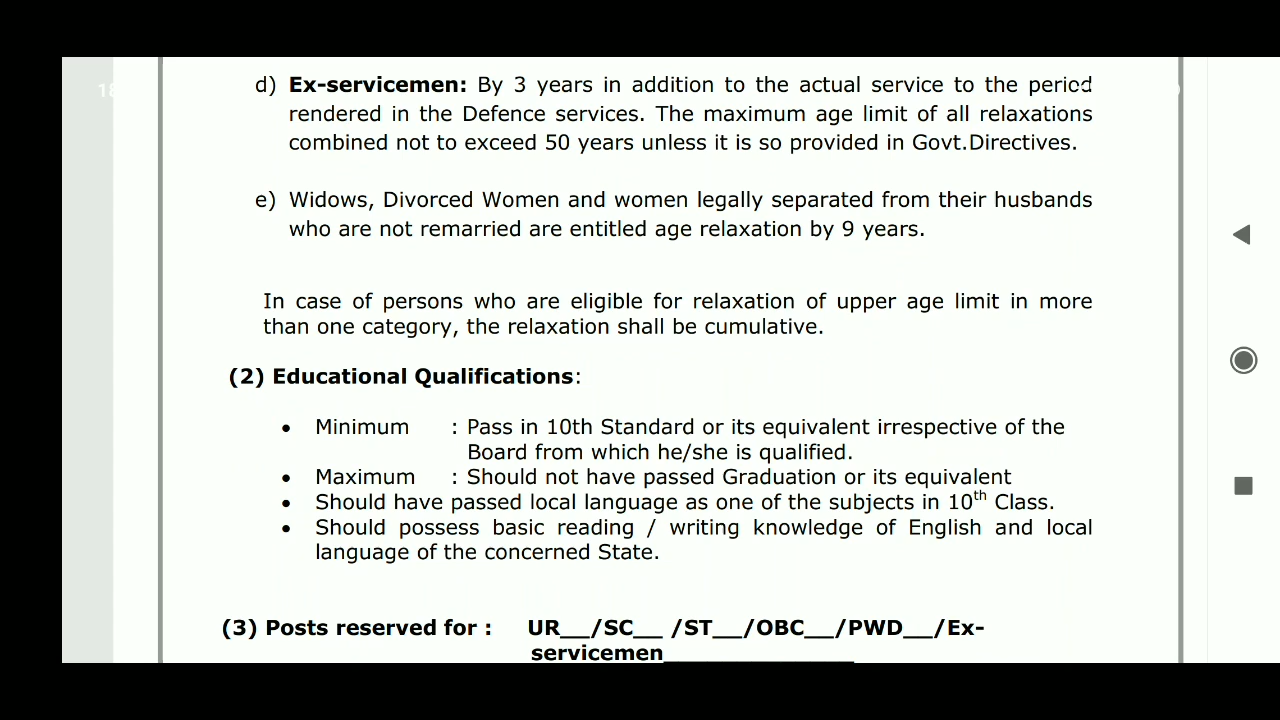 d) Ex-servicemen: By 3 years in addition to the actual service to the period
rendered in the Defence services. The maximum age limit of all relaxations
combined not to exceed 50 years unless it is so provided in Govt.Directives.
e) Widows, Divorced Women and women legally separated from their husbands
who are not remarried are entitled age relaxation by 9 years.
In case of persons who are eligible for relaxation of upper age limit in more
than one category, the relaxation shall be cumulative.
(2) Educational Qualifications:
• Minimum : Pass in 10th Standard or its equivalent irrespective of the
Board from which he/she is qualified.
• Maximum : Should not have passed Graduation or its equivalent
• Should have passed local language as one of the subjects in 10th Class.
• Should possess basic reading / writing knowledge of English and local
language of the concerned State.
(3) Posts reserved for : UR__/SC__ /ST__/OBC__/PWD__/Ex-
servicemen_____________